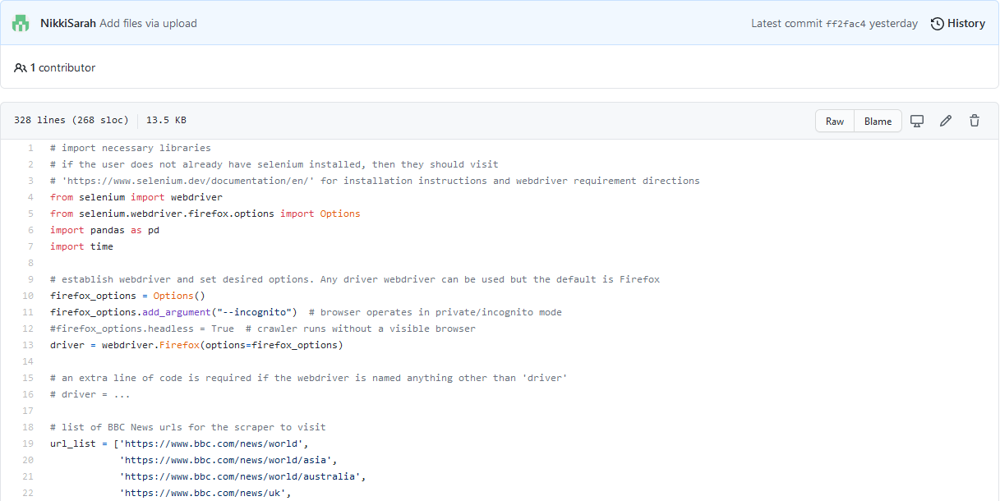 NikkiSarah Add files via upload
Latest commit ff2fac4 yesterday History
1 contributor
328 lines (268 sloc) 13.5 KB
Raw Blame
1 # import necessary libraries
2 # if the user does not already have selenium installed, then they should visit
3 # 'https://www.selenium.dev/documentation/en/' for installation instructions and webdriver requirement directions
4 from selenium import webdriver
5 from selenium.webdriver.firefox.options import Options
6 import pandas as pd
7 import time
8
9 # establish webdriver and set desired options. Any driver webdriver can be used but the default is Firefox
10 firefox_options = Options()
11 firefox_options.add_argument("--incognito")  # browser operates in private/incognito mode
12 #firefox_options.headless = True  # crawler runs without a visible browser
13 driver = webdriver.Firefox(options=firefox_options)
14
15 # an extra line of code is required if the webdriver is named anything other than 'driver'
16 # driver = ...
17
18 # list of BBC News urls for the scraper to visit
19 url_list = ['https://www.bbc.com/news/world',
20             'https://www.bbc.com/news/world/asia',
21             'https://www.bbc.com/news/world/australia',
22             'https://www.bbc.com/news/uk',